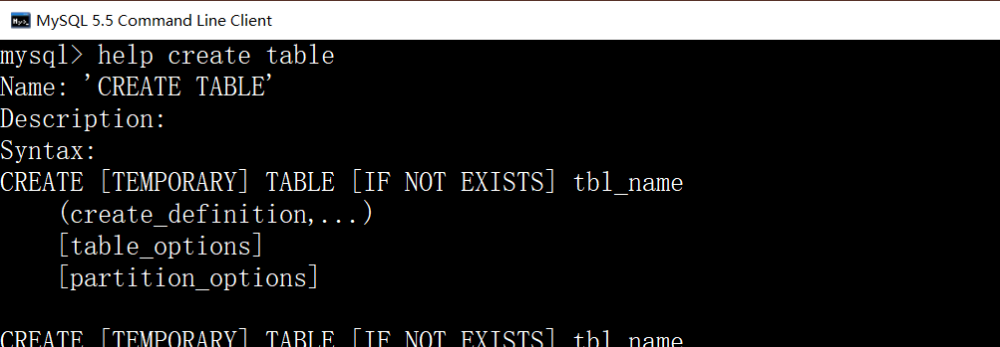 MySQL 5.5 Command Line Client
mysql> help create table
Name: 'CREATE TABLE'
Description:
Syntax:
CREATE [TEMPORARY] TABLE [IF NOT EXISTS] tbl_name
    (create_definition,...)
    [table_options]
    [partition_options]
CREATE [TEMPORARY] TABLE [IF NOT EXISTS] tbl_name